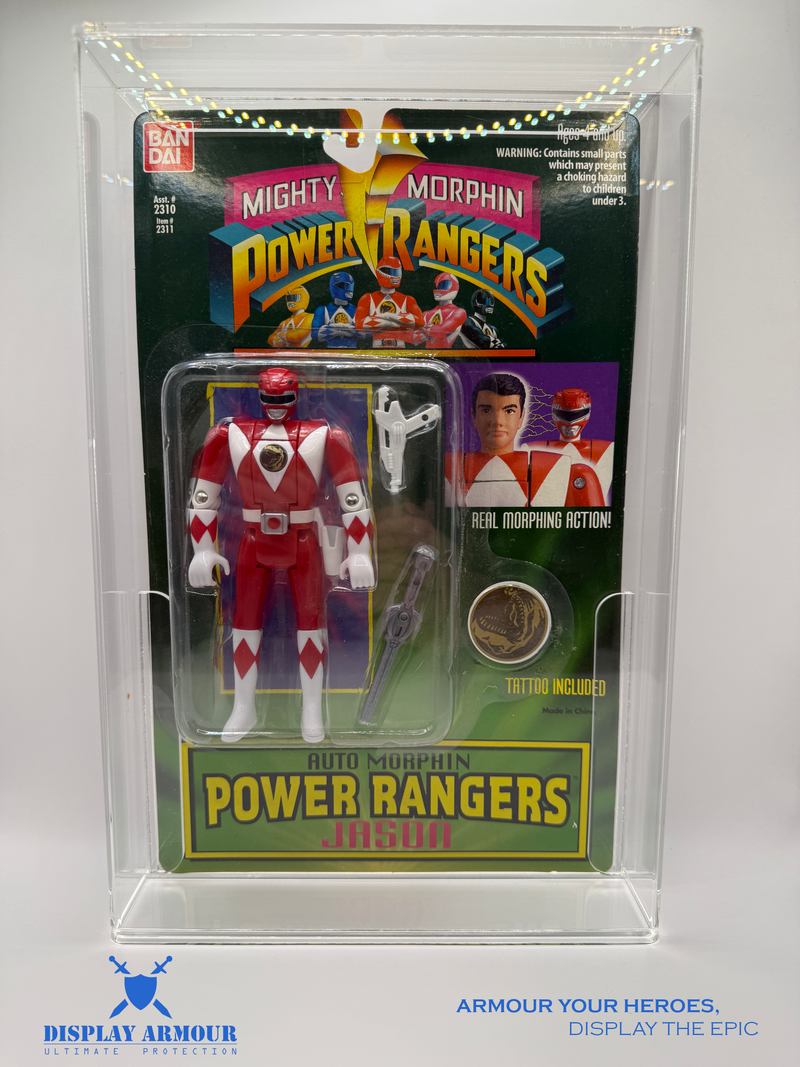 BAN
DAI
Asst. #
2310
Item #
2311
Ages 4 and up.
WARNING: Contains small parts
which may present
a choking hazard
to children
under 3.
MIGHTY MORPHIN
POWER RANGERS
REAL MORPHING ACTION!
TATTOO INCLUDED
Made in China
AUTO MORPHIN
POWER RANGERS
JASON
DISPLAY ARMOUR
ULTIMATE PROTECTION
ARMOUR YOUR HEROES,
DISPLAY THE EPIC